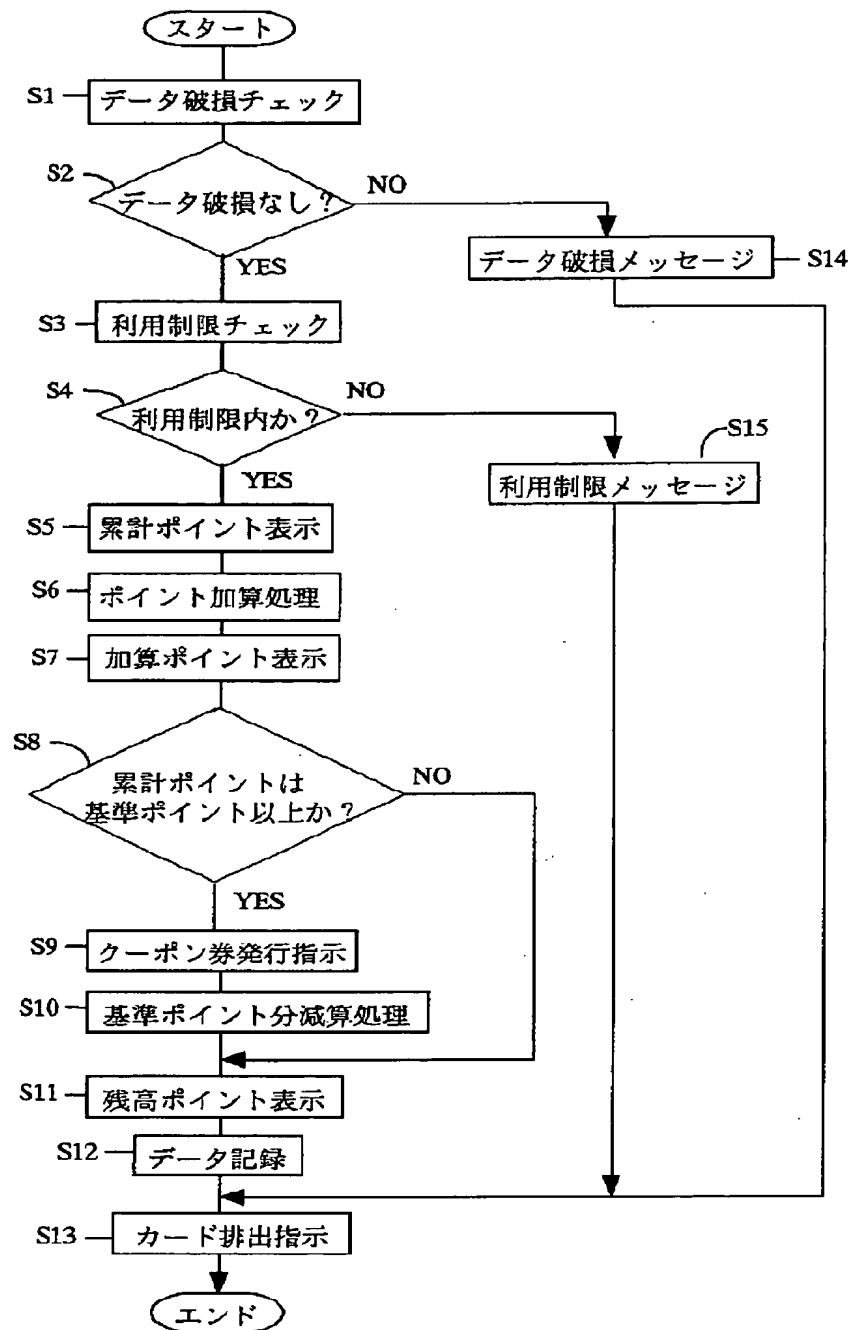 スタート
S1
データ破損チェック
S2
データ破損なし?
NO
YES
データ破損メッセージ
S14
S3
利用制限チェック
S4
利用制限内か?
NO
YES
S15
利用制限メッセージ
S5
累計ポイント表示
S6
ポイント加算処理
S7
加算ポイント表示
S8
累計ポイントは
基準ポイント以上か?
NO
YES
S9
クーポン券発行指示
S10
基準ポイント分減算処理
S11
残高ポイント表示
S12
データ記録
S13
カード排出指示
エンド